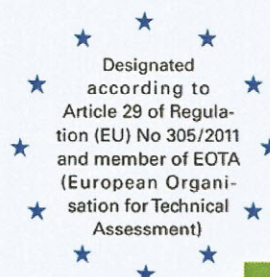 Designated
according to
Article 29 of Regula-
tion (EU) No 305/2011
and member of EOTA
(European Organi-
sation for Technical
Assessment)